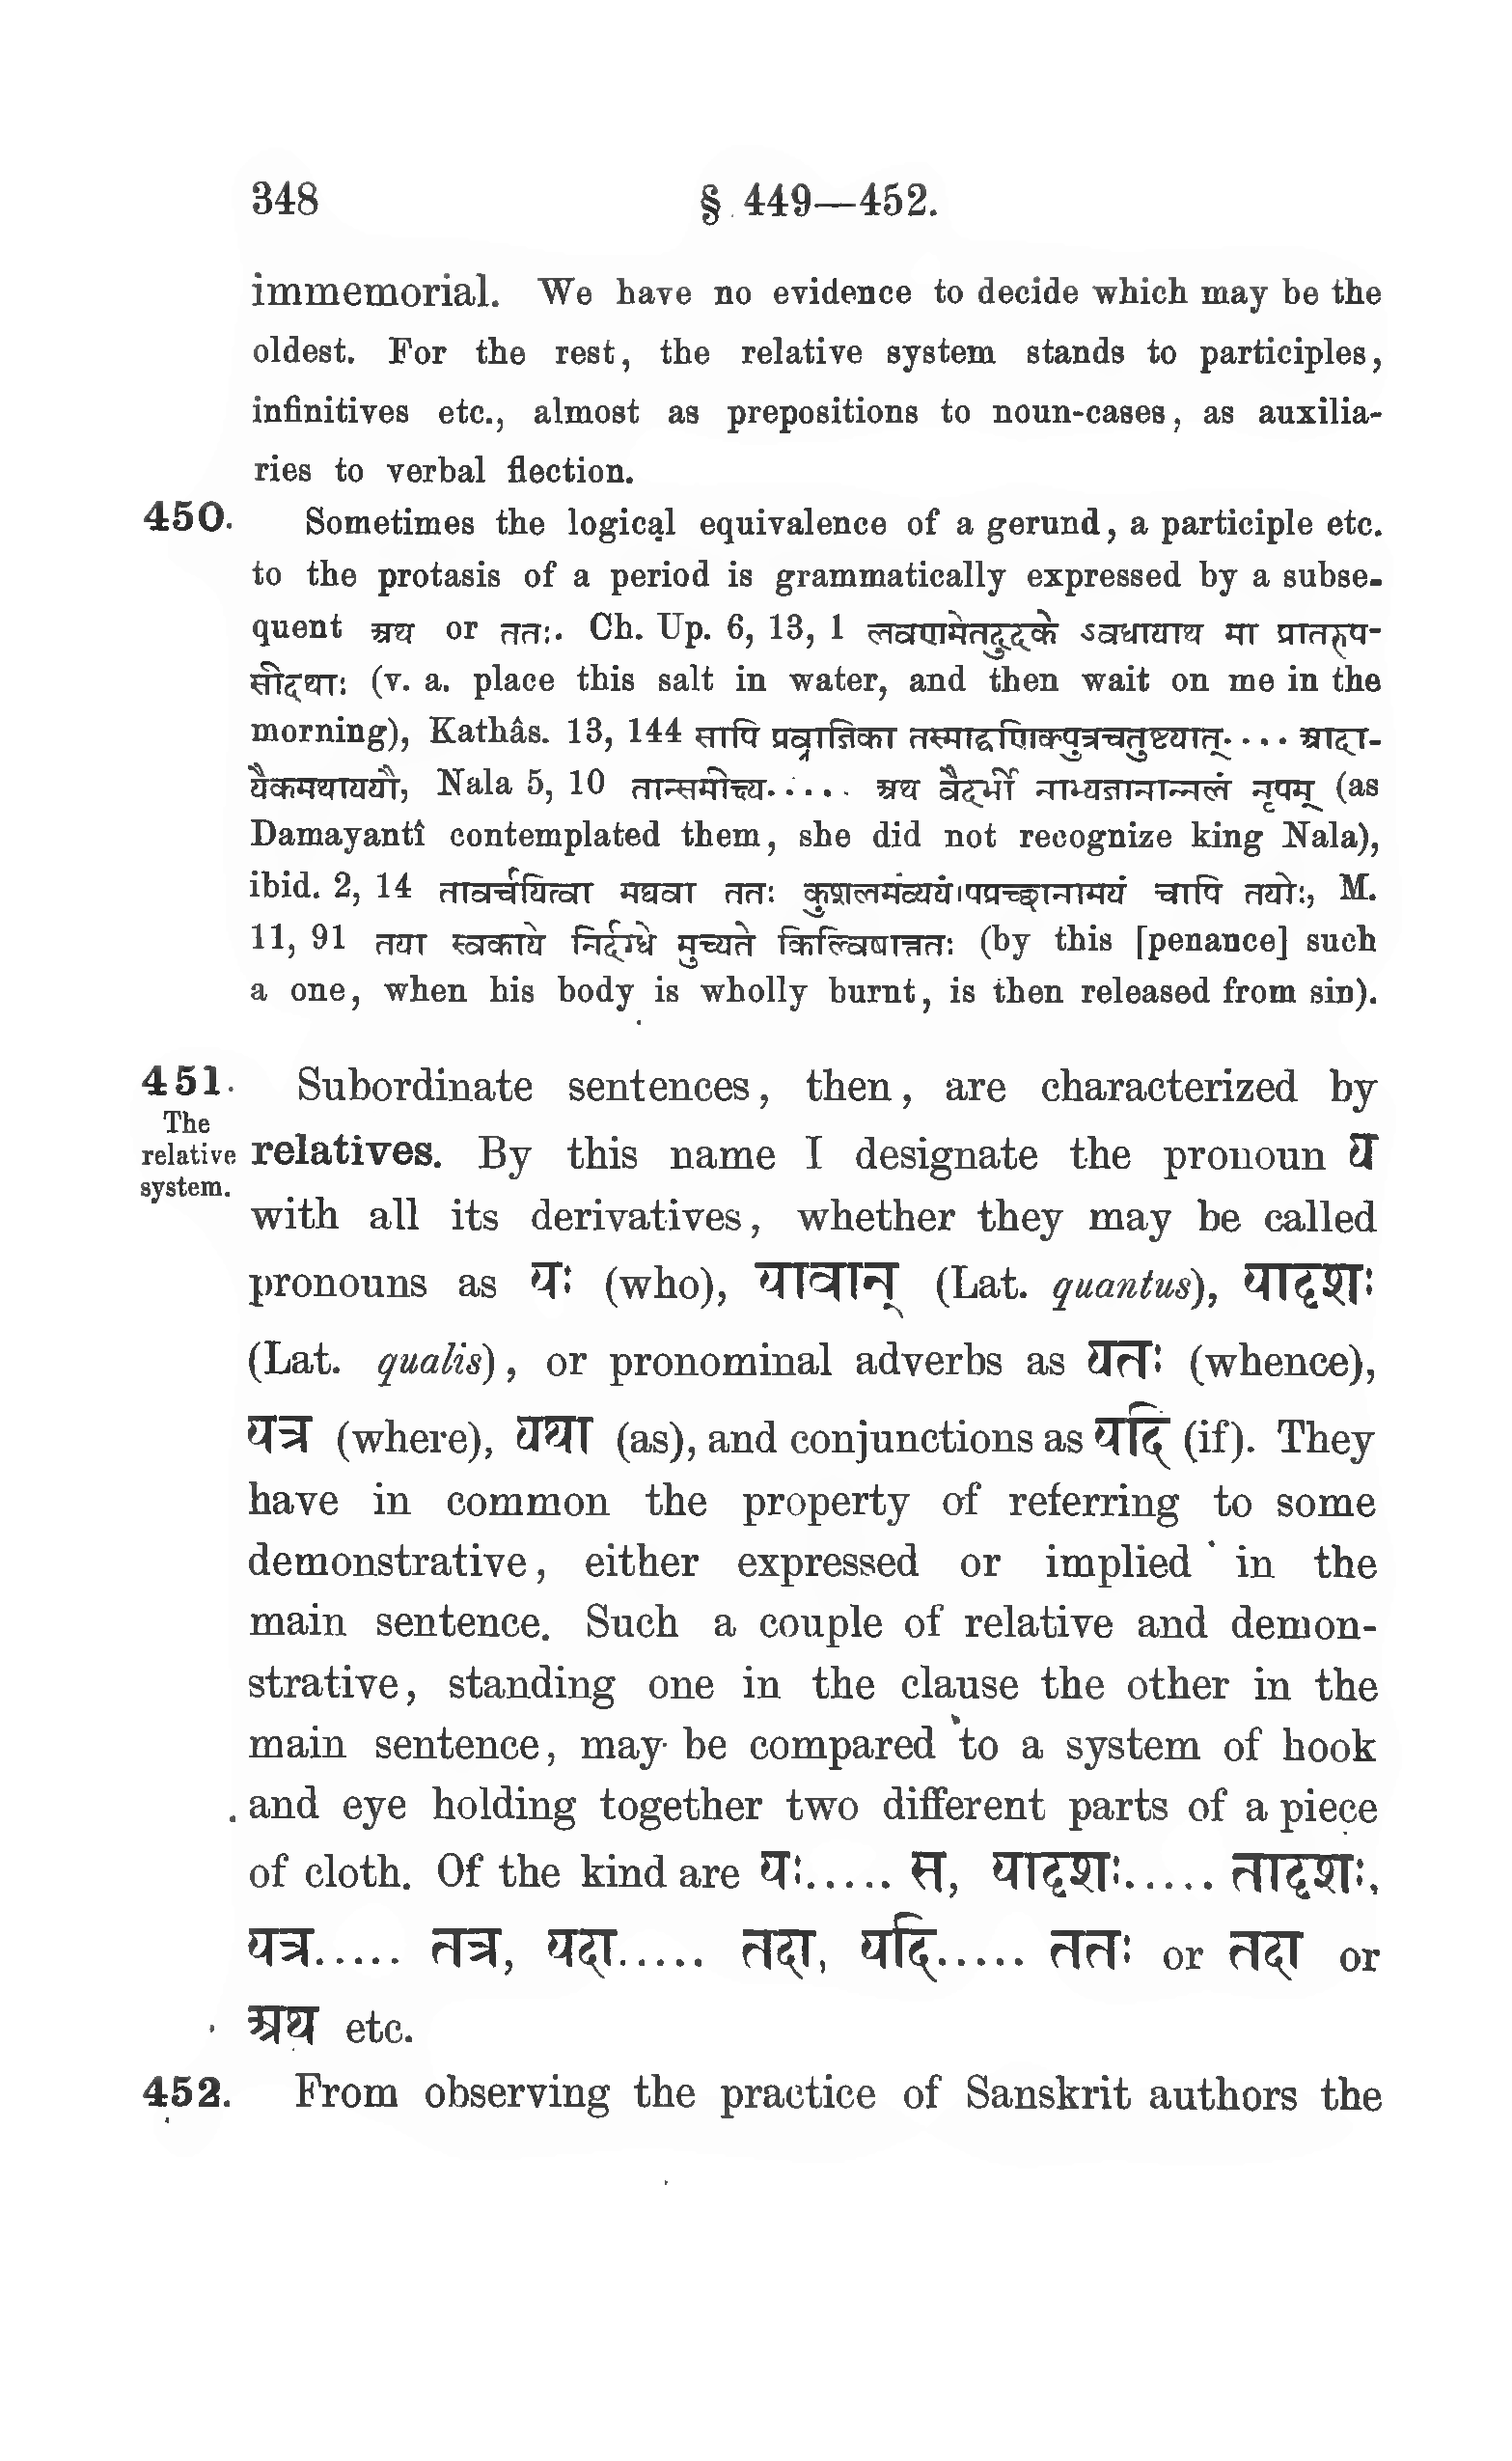 348 § 449—452.
immemorial. We have no evidence to decide which may be the
oldest. For the rest, the relative system stands to participles,
infinitives etc., almost as prepositions to noun-cases, as auxilia-
ries to verbal flection.
450. Sometimes the logical equivalence of a gerund, a participle etc.
to the protasis of a period is grammatically expressed by a subse-
quent अथ or ततः. Ch. Up. 6, 13, 1 लवणमेतदुदके ऽवधायाथ मा प्रातरुप-
सीदथाः (v. a. place this salt in water, and then wait on me in the
morning), Kathâs. 13, 144 सापि प्रव्राजिका तस्माद्वणिक्पुत्रचतुष्टयात्.... आदा-
यैकमथाययौ, Nala 5, 10 तान्समीक्ष्य..... अथ वैदर्भी नाभ्यजानान्नलं नृपम् (as
Damayantî contemplated them, she did not recognize king Nala),
ibid. 2, 14 तावर्चयित्वा मघवा ततः कुशलमव्ययं।पप्रच्छानामयं चापि तयोः, M.
11, 91 तया स्वकाये निर्दग्धे मुच्यते किल्विषात्ततः (by this [penance] such
a one, when his body is wholly burnt, is then released from sin).
451. Subordinate sentences, then, are characterized by
The
relative
system.
relatives. By this name I designate the pronoun य
with all its derivatives, whether they may be called
pronouns as यः (who), यावान् (Lat. quantus), यादृशः
(Lat. qualis), or pronominal adverbs as यतः (whence),
यत्र (where), यथा (as), and conjunctions as यदि (if). They
have in common the property of referring to some
demonstrative, either expressed or implied in the
main sentence. Such a couple of relative and demon-
strative, standing one in the clause the other in the
main sentence, may be compared to a system of hook
and eye holding together two different parts of a piece
of cloth. Of the kind are यः..... स, यादृशः..... तादृशः,
यत्र..... तत्र, यदा..... तदा, यदि..... ततः or तदा or
अथ etc.
452. From observing the practice of Sanskrit authors the